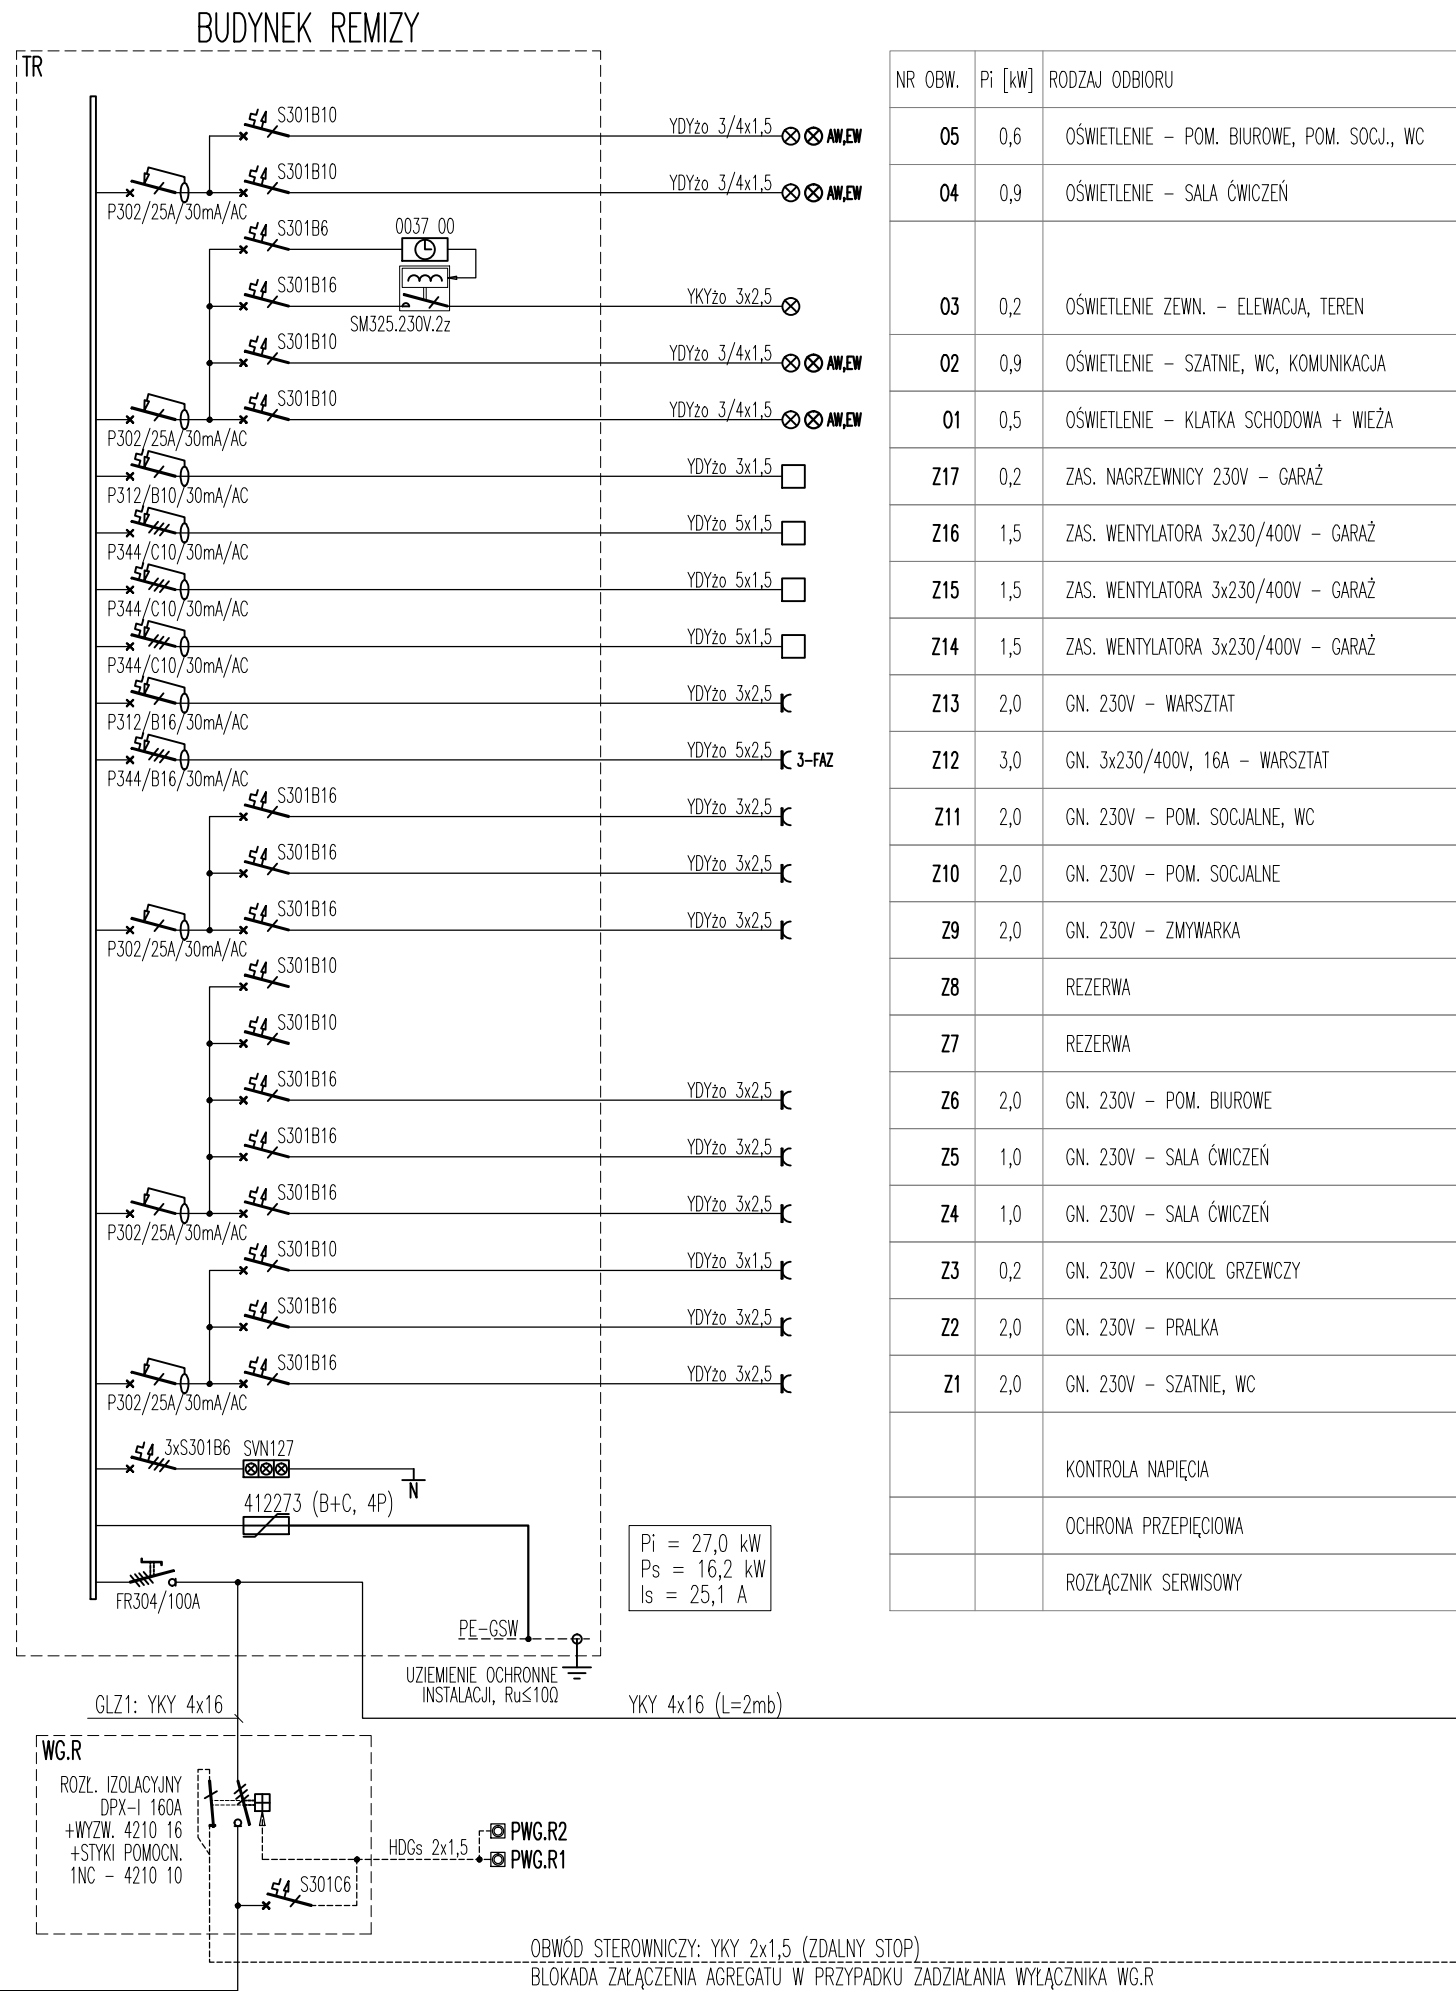 BUDYNEK REMIZY
TR
NR OBW. Pi [kW] RODZAJ ODBIORU
S301B10 YDYżo 3/4x1,5 AW,EW O5 0,6 OŚWIETLENIE – POM. BIUROWE, POM. SOCJ., WC
S301B10 YDYżo 3/4x1,5 AW,EW O4 0,9 OŚWIETLENIE – SALA ĆWICZEŃ
P302/25A/30mA/AC
S301B6 0037 00
S301B16 YKYżo 3x2,5 O3 0,2 OŚWIETLENIE ZEWN. – ELEWACJA, TEREN
SM325.230V.2z
S301B10 YDYżo 3/4x1,5 AW,EW O2 0,9 OŚWIETLENIE – SZATNIE, WC, KOMUNIKACJA
S301B10 YDYżo 3/4x1,5 AW,EW O1 0,5 OŚWIETLENIE – KLATKA SCHODOWA + WIEŻA
P302/25A/30mA/AC
YDYżo 3x1,5 Z17 0,2 ZAS. NAGRZEWNICY 230V – GARAŻ
P312/B10/30mA/AC
YDYżo 5x1,5 Z16 1,5 ZAS. WENTYLATORA 3x230/400V – GARAŻ
P344/C10/30mA/AC
YDYżo 5x1,5 Z15 1,5 ZAS. WENTYLATORA 3x230/400V – GARAŻ
P344/C10/30mA/AC
YDYżo 5x1,5 Z14 1,5 ZAS. WENTYLATORA 3x230/400V – GARAŻ
P344/C10/30mA/AC
YDYżo 3x2,5 Z13 2,0 GN. 230V – WARSZTAT
P312/B16/30mA/AC
YDYżo 5x2,5 3-FAZ Z12 3,0 GN. 3x230/400V, 16A – WARSZTAT
P344/B16/30mA/AC
S301B16 YDYżo 3x2,5 Z11 2,0 GN. 230V – POM. SOCJALNE, WC
S301B16 YDYżo 3x2,5 Z10 2,0 GN. 230V – POM. SOCJALNE
S301B16 YDYżo 3x2,5 Z9 2,0 GN. 230V – ZMYWARKA
P302/25A/30mA/AC
S301B10 Z8 REZERWA
S301B10 Z7 REZERWA
S301B16 YDYżo 3x2,5 Z6 2,0 GN. 230V – POM. BIUROWE
S301B16 YDYżo 3x2,5 Z5 1,0 GN. 230V – SALA ĆWICZEŃ
S301B16 YDYżo 3x2,5 Z4 1,0 GN. 230V – SALA ĆWICZEŃ
P302/25A/30mA/AC
S301B10 YDYżo 3x1,5 Z3 0,2 GN. 230V – KOCIOŁ GRZEWCZY
S301B16 YDYżo 3x2,5 Z2 2,0 GN. 230V – PRALKA
S301B16 YDYżo 3x2,5 Z1 2,0 GN. 230V – SZATNIE, WC
P302/25A/30mA/AC
3xS301B6 SVN127 N KONTROLA NAPIĘCIA
412273 (B+C, 4P) OCHRONA PRZEPIĘCIOWA
Pi = 27,0 kW
Ps = 16,2 kW
Is = 25,1 A
FR304/100A ROZŁĄCZNIK SERWISOWY
PE-GSW
UZIEMIENIE OCHRONNE
INSTALACJI, Ru≤10Ω
GLZ1: YKY 4x16 YKY 4x16 (L=2mb)
WG.R
ROZŁ. IZOLACYJNY
DPX-I 160A
+WYZW. 4210 16
+STYKI POMOCN.
1NC – 4210 10
HDGs 2x1,5
PWG.R2
PWG.R1
S301C6
OBWÓD STEROWNICZY: YKY 2x1,5 (ZDALNY STOP)
BLOKADA ZAŁĄCZENIA AGREGATU W PRZYPADKU ZADZIAŁANIA WYŁĄCZNIKA WG.R